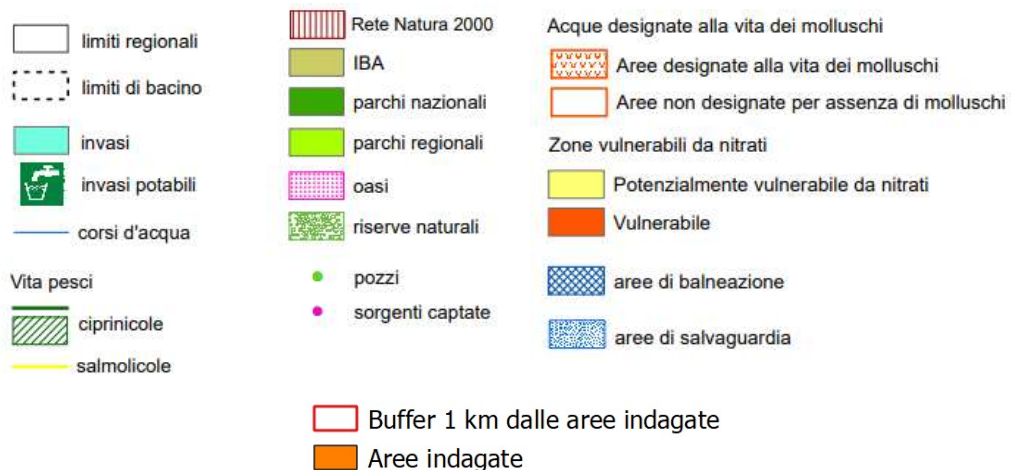 limiti regionali
limiti di bacino
invasi
invasi potabili
corsi d'acqua
Vita pesci
ciprinicole
salmolicole
Rete Natura 2000
IBA
parchi nazionali
parchi regionali
oasi
riserve naturali
pozzi
sorgenti captate
Acque designate alla vita dei molluschi
Aree designate alla vita dei molluschi
Aree non designate per assenza di molluschi
Zone vulnerabili da nitrati
Potenzialmente vulnerabile da nitrati
Vulnerabile
aree di balneazione
aree di salvaguardia
Buffer 1 km dalle aree indagate
Aree indagate